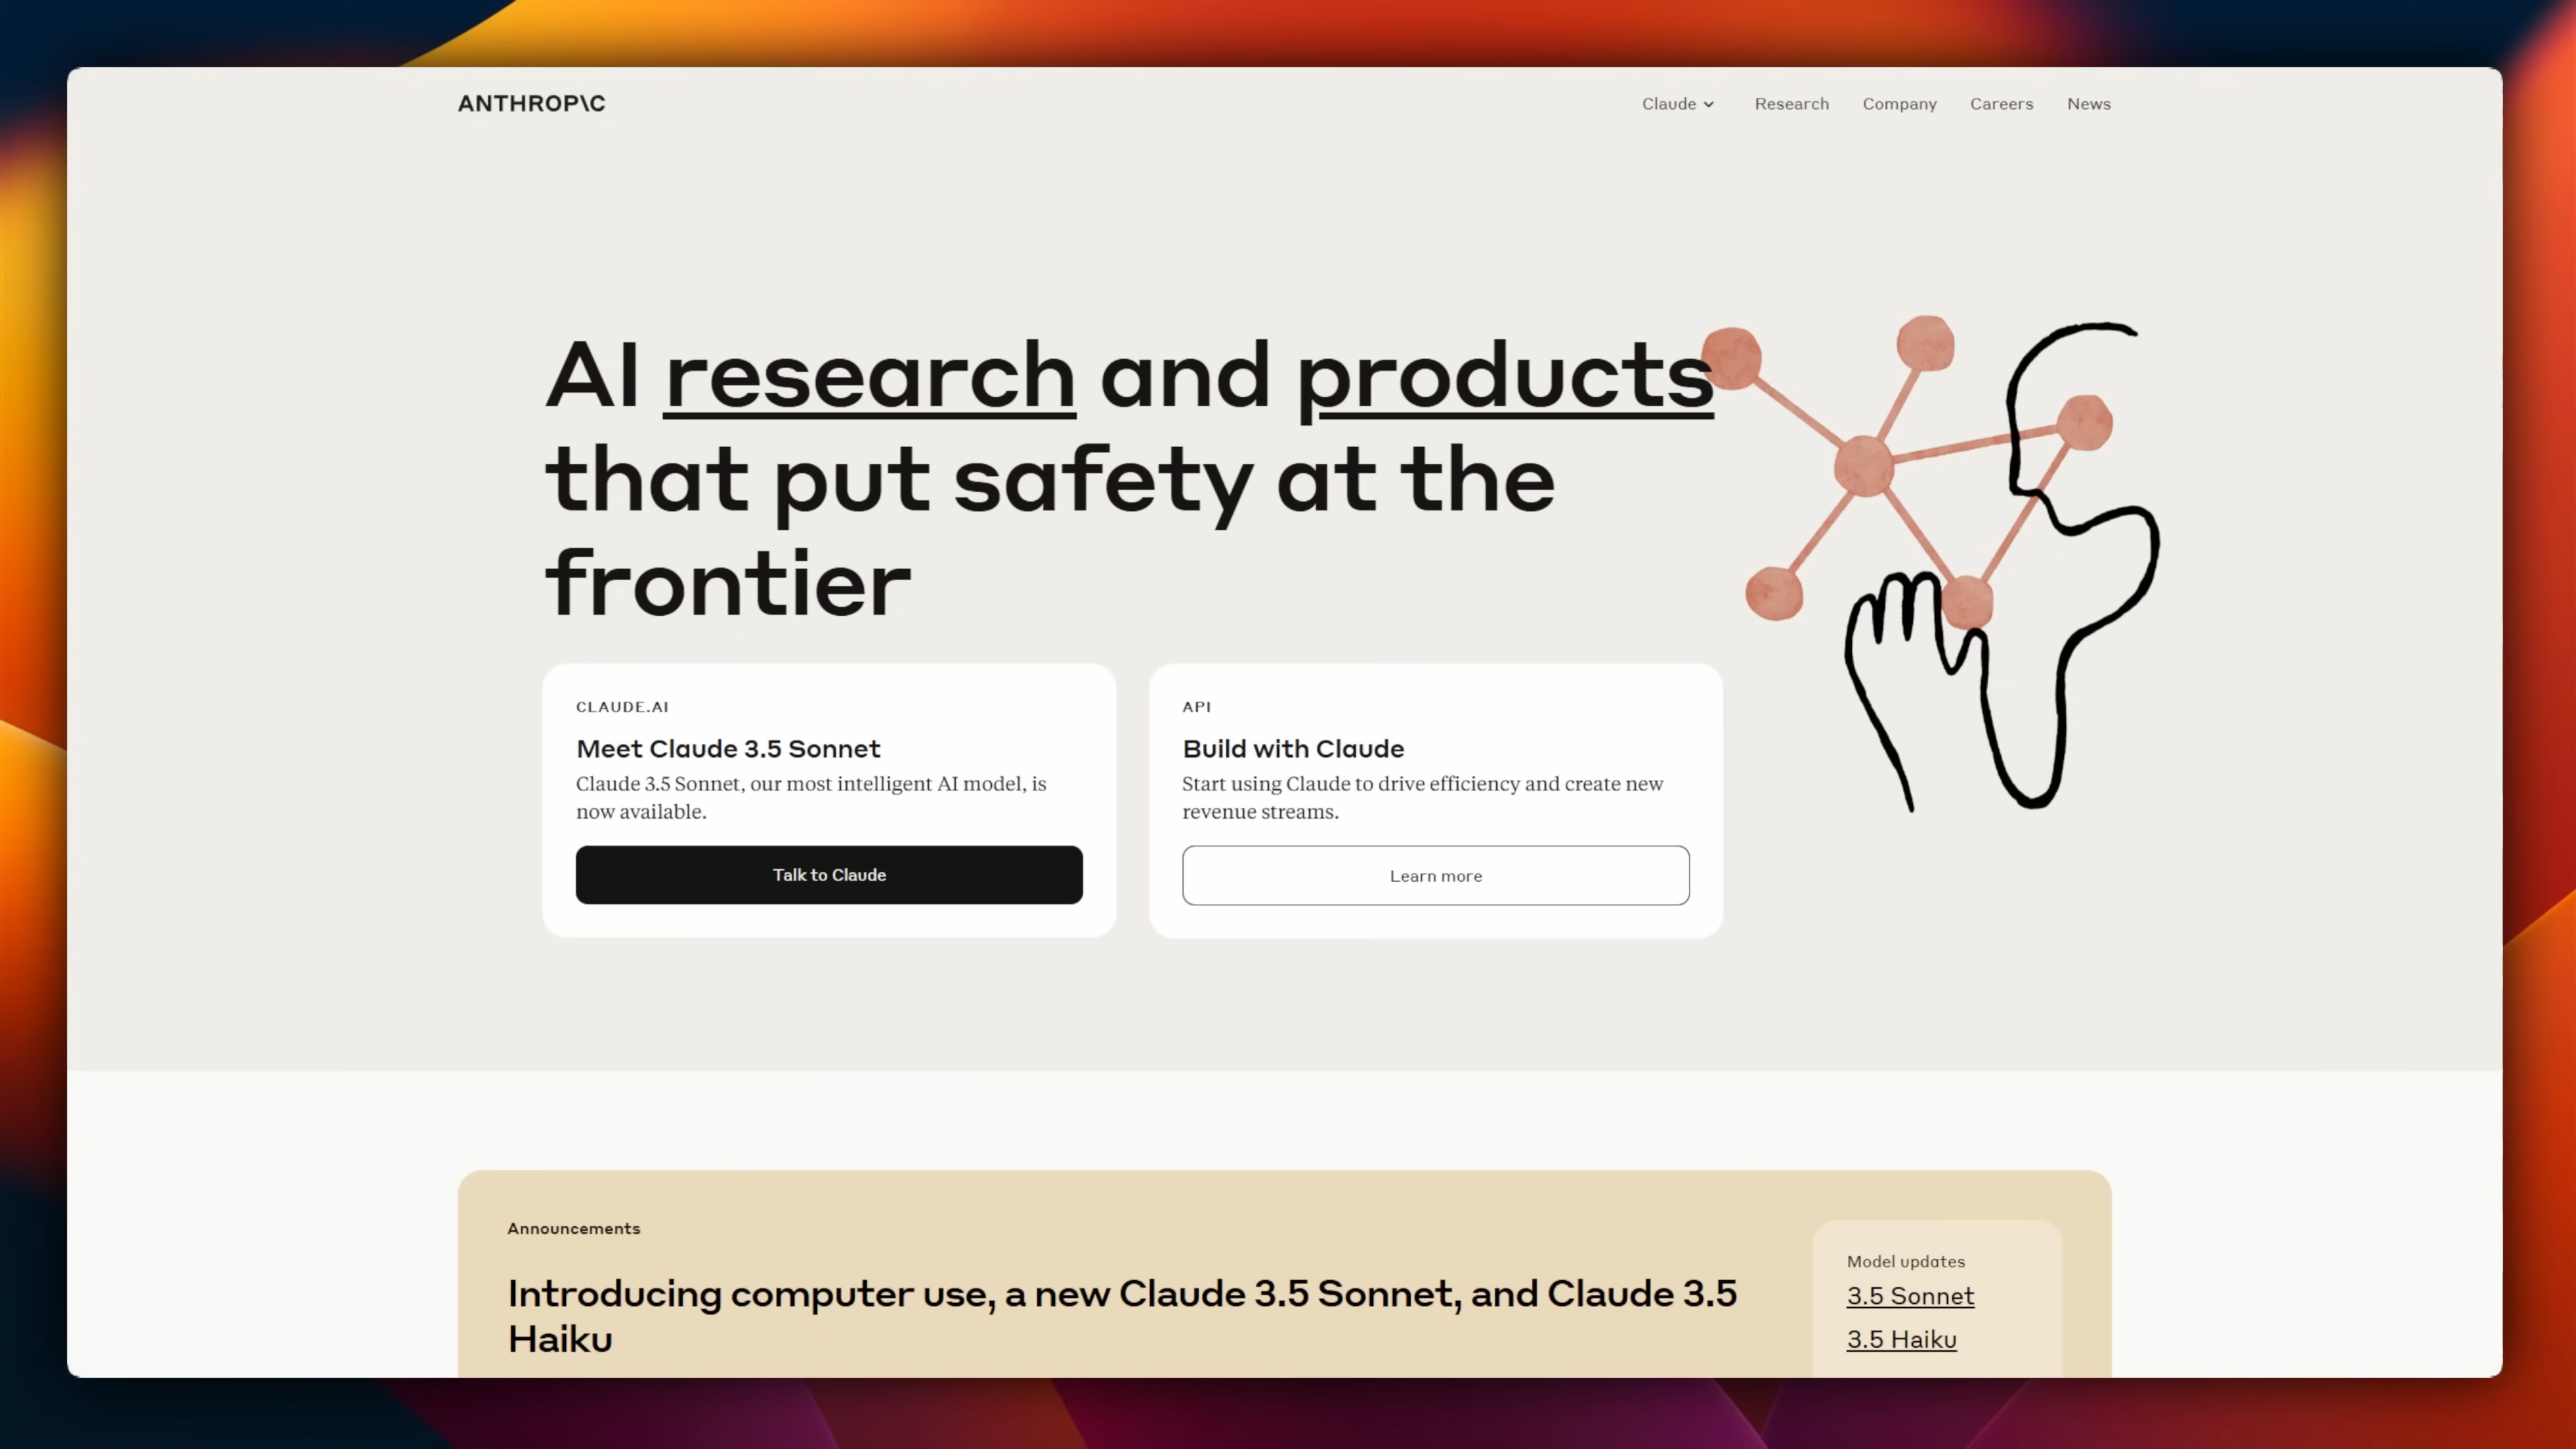 ANTHROP\C
Claude
Research
Company
Careers
News
AI research and products
that put safety at the
frontier
CLAUDE.AI
Meet Claude 3.5 Sonnet
Claude 3.5 Sonnet, our most intelligent AI model, is
now available.
Talk to Claude
API
Build with Claude
Start using Claude to drive efficiency and create new
revenue streams.
Learn more
Announcements
Introducing computer use, a new Claude 3.5 Sonnet, and Claude 3.5
Haiku
Model updates
3.5 Sonnet
3.5 Haiku